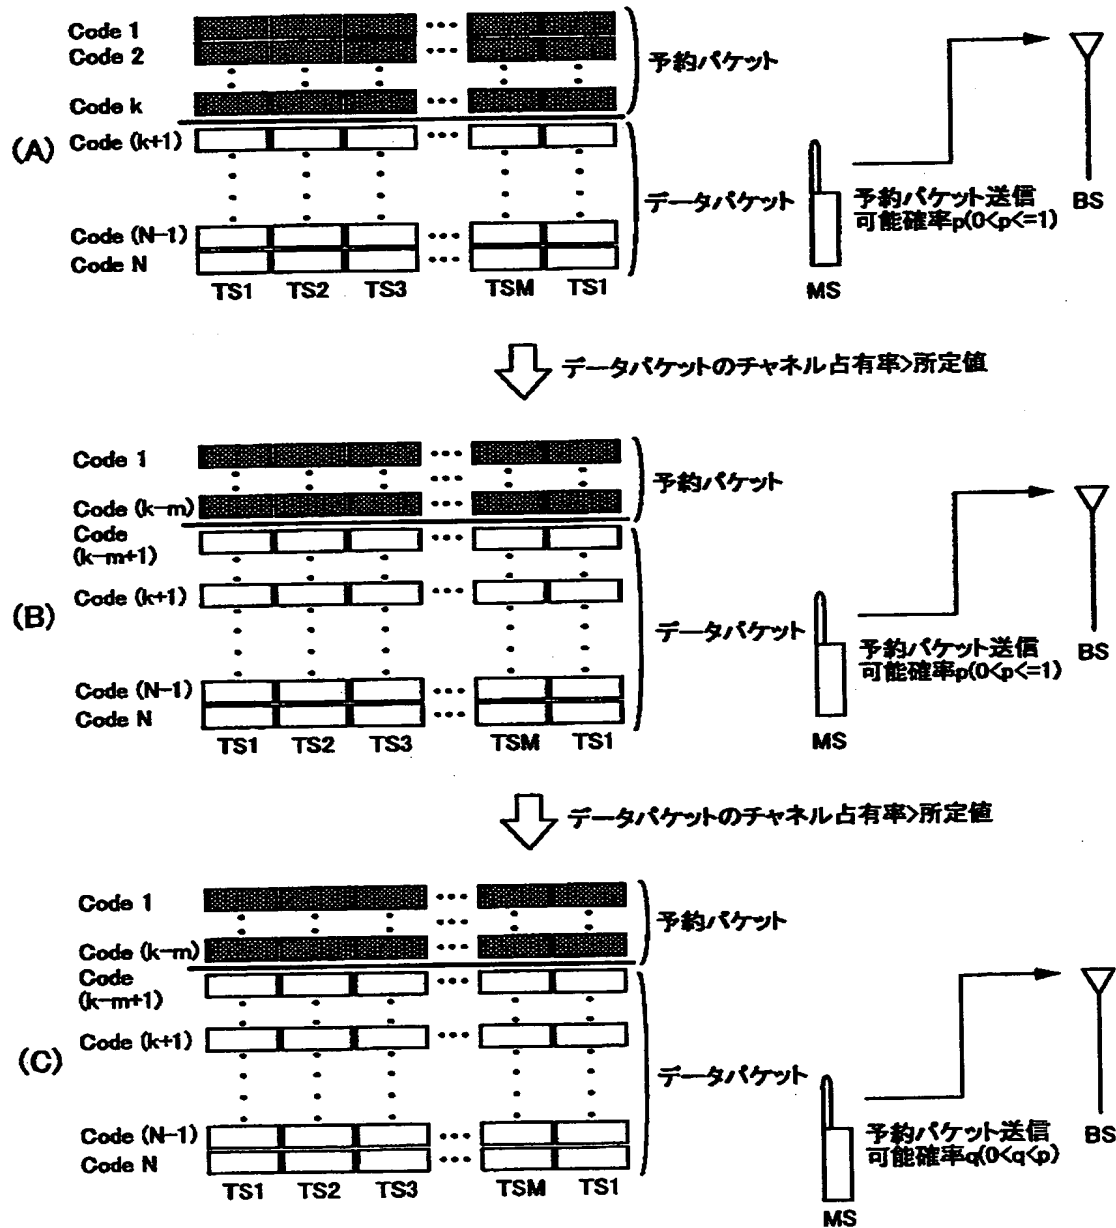 (A)
Code 1
Code 2
Code k
Code (k+1)
Code (N-1)
Code N
TS1 TS2 TS3 TSM TS1
予約パケット
データパケット
予約パケット送信
可能確率p(0<p<=1)
MS
BS
データパケットのチャネル占有率>所定値
(B)
Code 1
Code (k-m)
Code
(k-m+1)
Code (k+1)
Code (N-1)
Code N
TS1 TS2 TS3 TSM TS1
予約パケット
データパケット
予約パケット送信
可能確率p(0<p<=1)
MS
BS
データパケットのチャネル占有率>所定値
(C)
Code 1
Code (k-m)
Code
(k-m+1)
Code (k+1)
Code (N-1)
Code N
TS1 TS2 TS3 TSM TS1
予約パケット
データパケット
予約パケット送信
可能確率q(0<q<p)
MS
BS